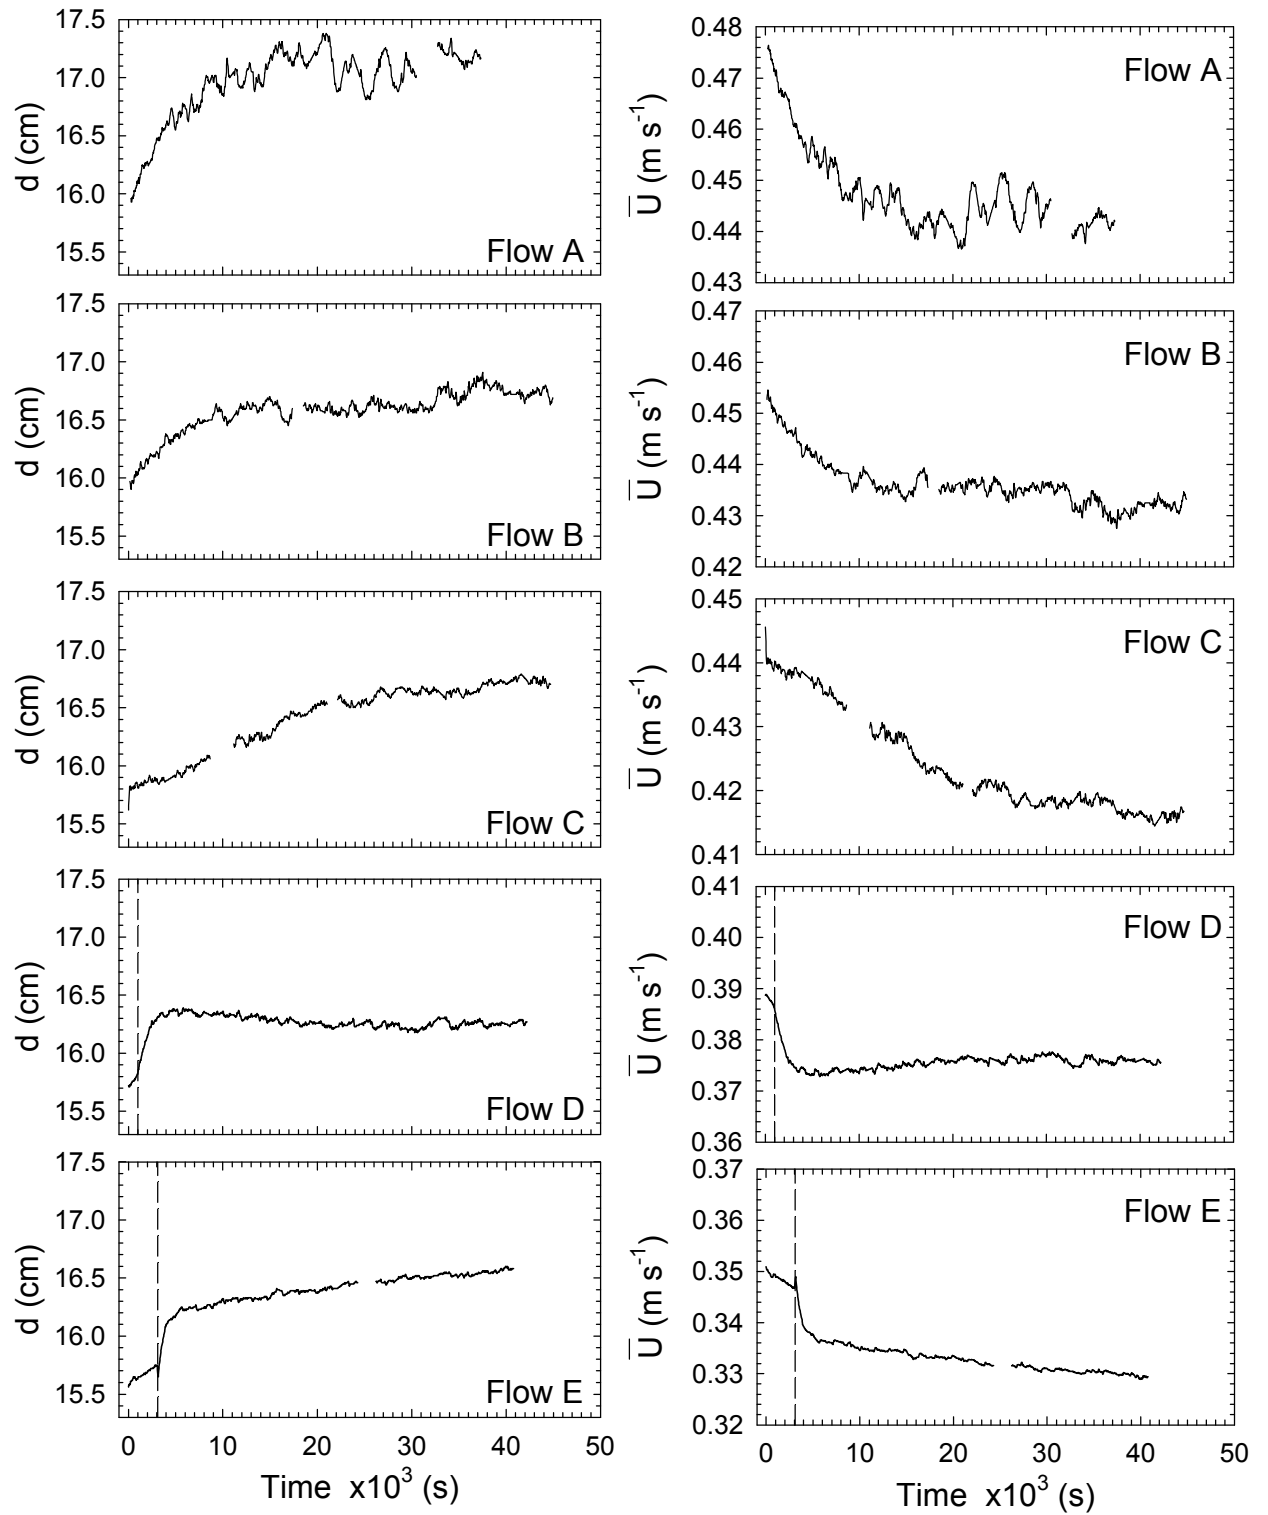 17.5
17.0
16.5
16.0
15.5
d (cm)
Flow A
0.48
0.47
0.46
0.45
0.44
0.43
U̅ (m s⁻¹)
Flow A
17.5
17.0
16.5
16.0
15.5
d (cm)
Flow B
0.47
0.46
0.45
0.44
0.43
0.42
U̅ (m s⁻¹)
Flow B
17.5
17.0
16.5
16.0
15.5
d (cm)
Flow C
0.45
0.44
0.43
0.42
0.41
U̅ (m s⁻¹)
Flow C
17.5
17.0
16.5
16.0
15.5
d (cm)
Flow D
0.41
0.40
0.39
0.38
0.37
0.36
U̅ (m s⁻¹)
Flow D
17.5
17.0
16.5
16.0
15.5
d (cm)
Flow E
0 10 20 30 40 50
Time x10³ (s)
0.37
0.36
0.35
0.34
0.33
0.32
U̅ (m s⁻¹)
Flow E
0 10 20 30 40 50
Time x10³ (s)